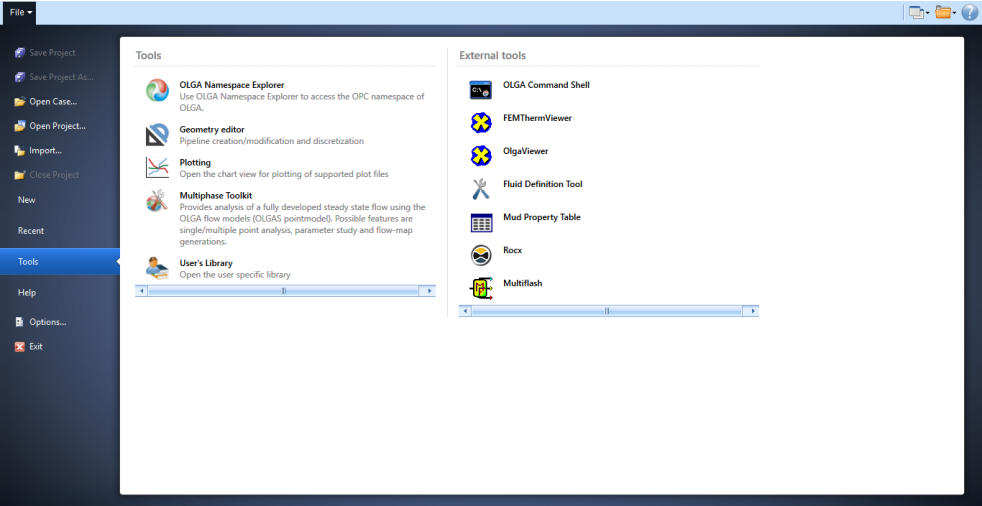 File
Save Project
Save Project As...
Open Case...
Open Project...
Import...
Close Project
New
Recent
Tools
Help
Options...
Exit
Tools
OLGA Namespace Explorer
Use OLGA Namespace Explorer to access the OPC namespace of
OLGA.
Geometry editor
Pipeline creation/modification and discretization
Plotting
Open the chart view for plotting of supported plot files
Multiphase Toolkit
Provides analysis of a fully developed steady state flow using the
OLGA flow models (OLGAS pointmodel). Possible features are
single/multiple point analysis, parameter study and flow-map
generations.
User's Library
Open the user specific library
External tools
OLGA Command Shell
FEMThermViewer
OlgaViewer
Fluid Definition Tool
Mud Property Table
Rocx
Multiflash